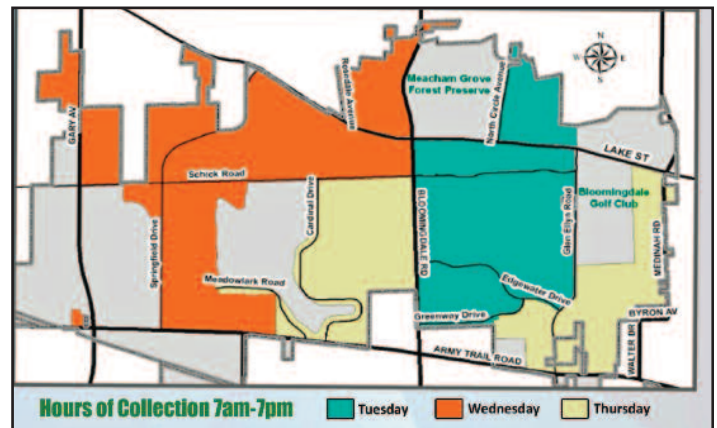 N
W E
S
Rosedale Avenue
Meacham Grove
Forest Preserve
North Circle Avenue
GARY AV
LAKE ST
Schick Road
Cardinal Drive
Bloomingdale
Golf Club
Springfield Drive
BLOOMINGDALE
RD
Glen Ellyn Road
MEDINAH RD
Meadowlark Road
Edgewater Drive
Greenway Drive
BYRON AV
WALTER DR
ARMY TRAIL ROAD
Hours of Collection 7am-7pm
Tuesday
Wednesday
Thursday